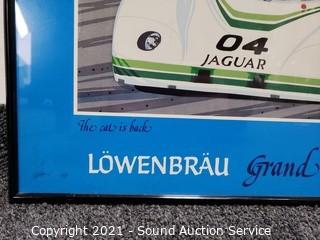 04
JAGUAR
The cat is back
LÖWENBRÄU Grand
Copyright 2021 - Sound Auction Service